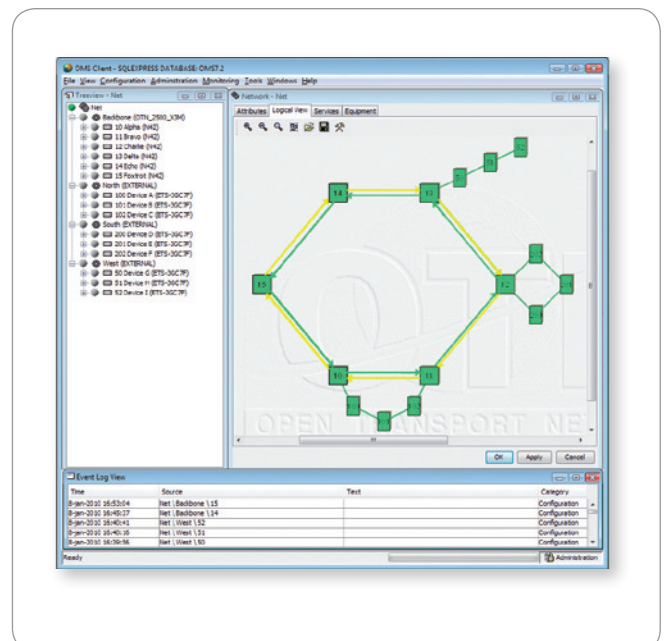 OMS Client - SQLEXPRESS DATABASE: OMS7.2
File View Configuration Administration Monitoring Tools Windows Help
Treeview - Net
Net
Backbone (OTN_2500_X3M)
10 Alpha (N42)
11 Bravo (N42)
12 Charlie (N42)
13 Delta (N42)
14 Echo (N42)
15 Foxtrot (N42)
North (EXTERNAL)
100 Device A (ETS-3GC7F)
101 Device B (ETS-3GC7F)
102 Device C (ETS-3GC7F)
South (EXTERNAL)
200 Device D (ETS-3GC7F)
201 Device E (ETS-3GC7F)
202 Device F (ETS-3GC7F)
West (EXTERNAL)
50 Device G (ETS-3GC7F)
51 Device H (ETS-3GC7F)
52 Device I (ETS-3GC7F)
Network - Net
Attributes Logical View Services Equipment
52
51
14 13
15 12
10 11
OPEN TRANSPORT NE
OK Apply Cancel
Event Log View
Time Source Text Category
8-jan-2010 16:53:04 Net \ Backbone \ 15 Configuration
8-jan-2010 16:45:37 Net \ Backbone \ 14 Configuration
8-jan-2010 16:40:41 Net \ West \ 52 Configuration
8-jan-2010 16:40:16 Net \ West \ 51 Configuration
8-jan-2010 16:39:56 Net \ West \ 50 Configuration
Ready Administration